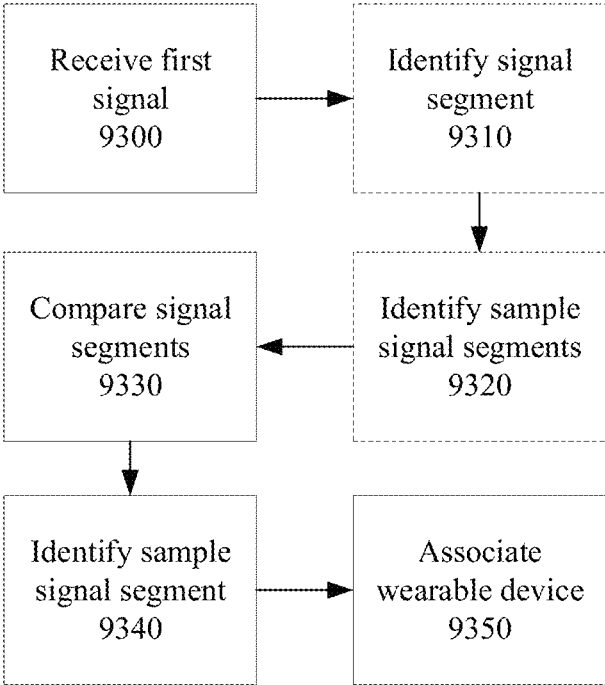 Receive first
signal
9300
Identify signal
segment
9310
Identify sample
signal segments
9320
Compare signal
segments
9330
Identify sample
signal segment
9340
Associate
wearable device
9350